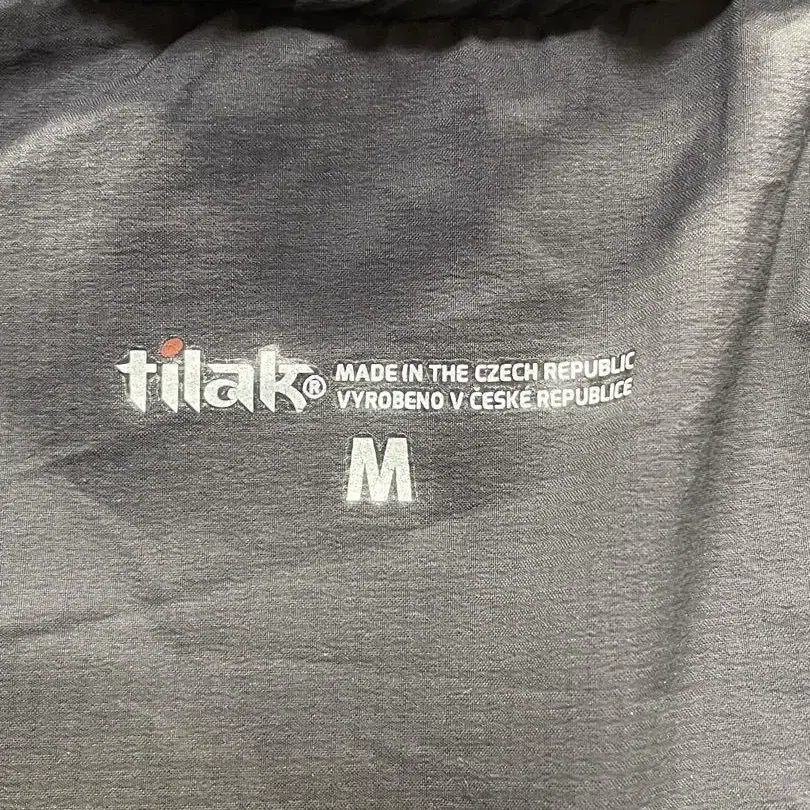 tilak® MADE IN THE CZECH REPUBLIC
VYROBENO V ČESKÉ REPUBLICE
M